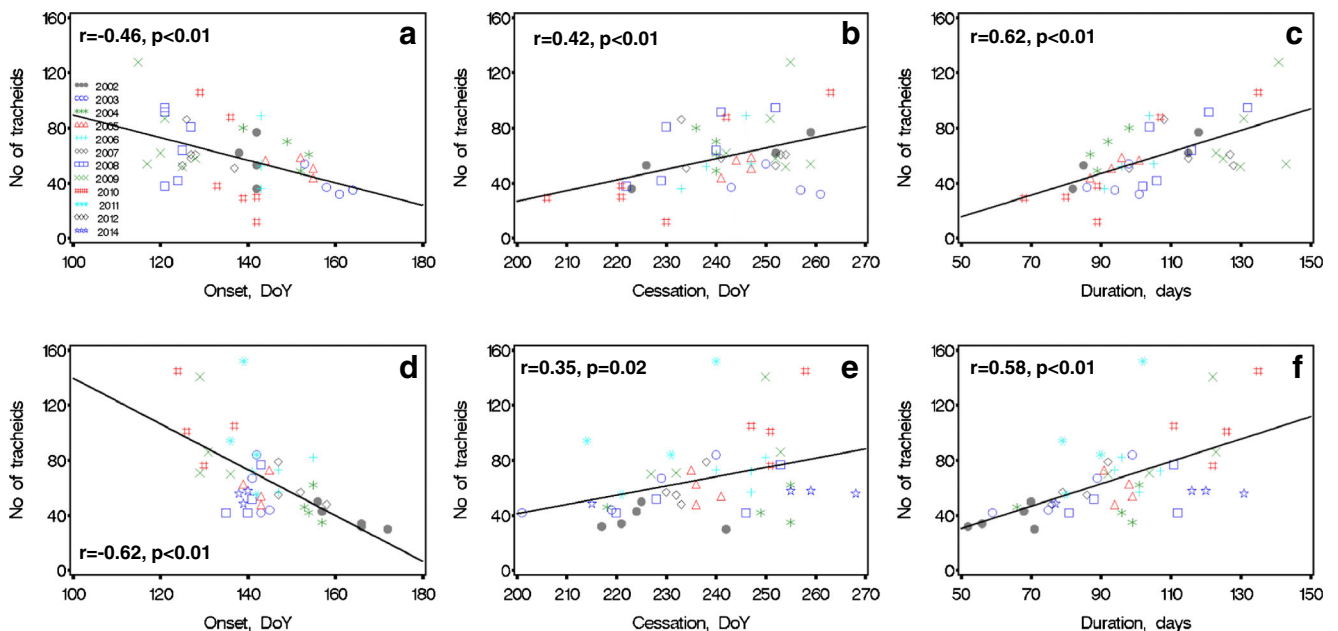 160
120
80
40
0
No of tracheids
r=-0.46, p<0.01
a
2002
2003
2004
2005
2006
2007
2008
2009
2010
2011
2012
2014
100 120 140 160 180
Onset, DoY
160
120
80
40
0
No of tracheids
r=0.42, p<0.01
b
200 210 220 230 240 250 260 270
Cessation, DoY
160
120
80
40
0
No of tracheids
r=0.62, p<0.01
c
50 70 90 110 130 150
Duration, days
160
120
80
40
0
No of tracheids
d
r=-0.62, p<0.01
100 120 140 160 180
Onset, DoY
160
120
80
40
0
No of tracheids
r=0.35, p=0.02
e
200 210 220 230 240 250 260 270
Cessation, DoY
160
120
80
40
0
No of tracheids
r=0.58, p<0.01
f
50 70 90 110 130 150
Duration, days